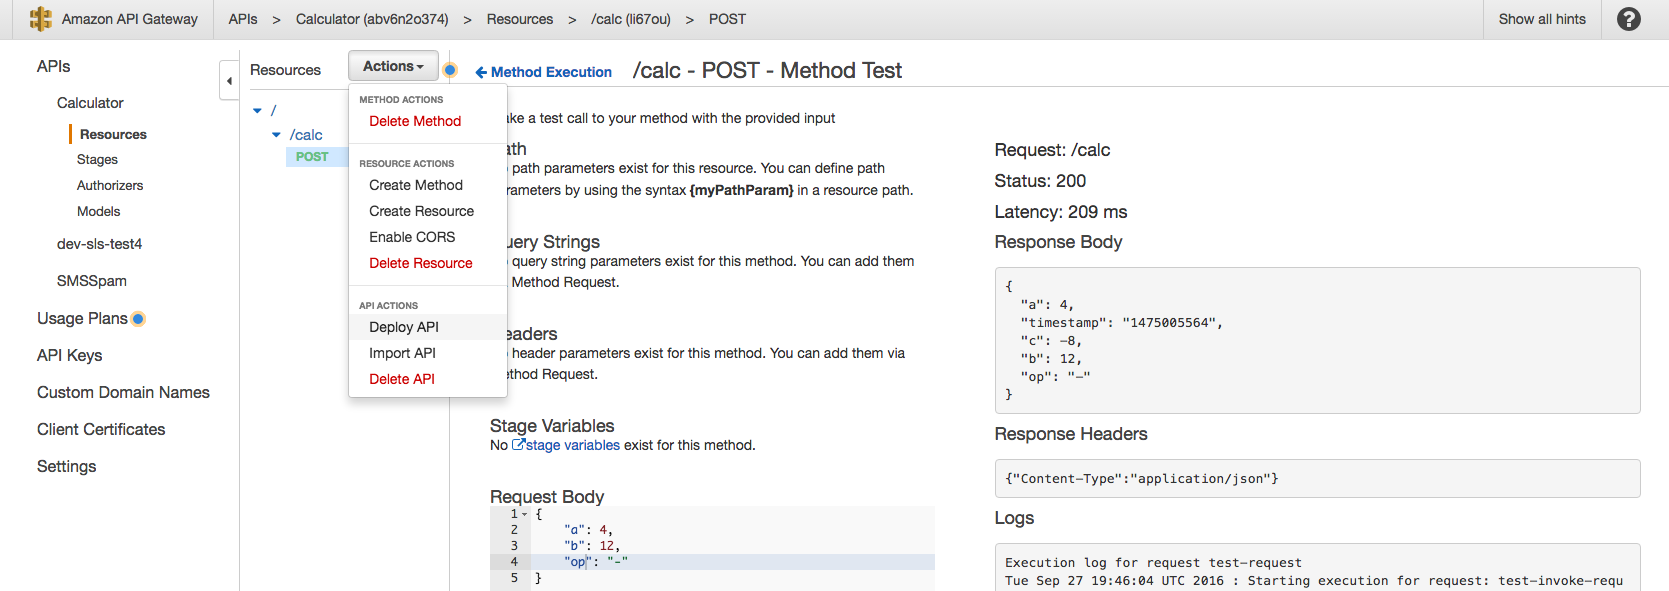 Amazon API Gateway
APIs > Calculator (abv6n2o374) > Resources > /calc (li67ou) > POST
Show all hints
?
APIs
Calculator
Resources
Stages
Authorizers
Models
dev-sls-test4
SMSSpam
Usage Plans
API Keys
Custom Domain Names
Client Certificates
Settings
Resources
Actions
/
/calc
POST
METHOD ACTIONS
Delete Method
RESOURCE ACTIONS
Create Method
Create Resource
Enable CORS
Delete Resource
API ACTIONS
Deploy API
Import API
Delete API
Method Execution
/calc - POST - Method Test
ake a test call to your method with the provided input
ath
path parameters exist for this resource. You can define path
rameters by using the syntax {myPathParam} in a resource path.
uery Strings
query string parameters exist for this method. You can add them
Method Request.
eaders
header parameters exist for this method. You can add them via
ethod Request.
Stage Variables
No stage variables exist for this method.
Request Body
1 {
2 "a": 4,
3 "b": 12,
4 "op": "-"
5 }
Request: /calc
Status: 200
Latency: 209 ms
Response Body
{
"a": 4,
"timestamp": "1475005564",
"c": -8,
"b": 12,
"op": "-"
}
Response Headers
{"Content-Type":"application/json"}
Logs
Execution log for request test-request
Tue Sep 27 19:46:04 UTC 2016 : Starting execution for request: test-invoke-requ